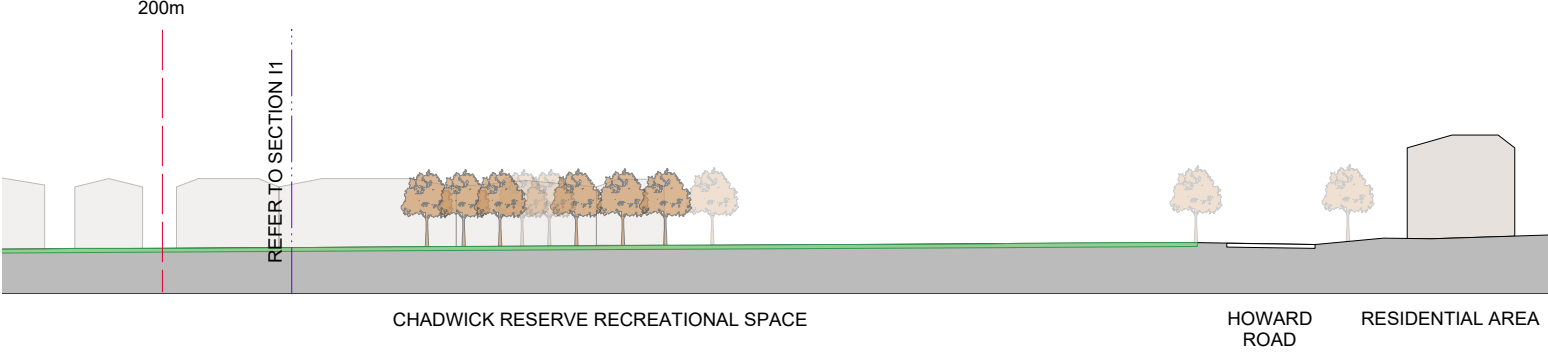 200m
REFER TO SECTION I1
CHADWICK RESERVE RECREATIONAL SPACE
HOWARD
ROAD
RESIDENTIAL AREA